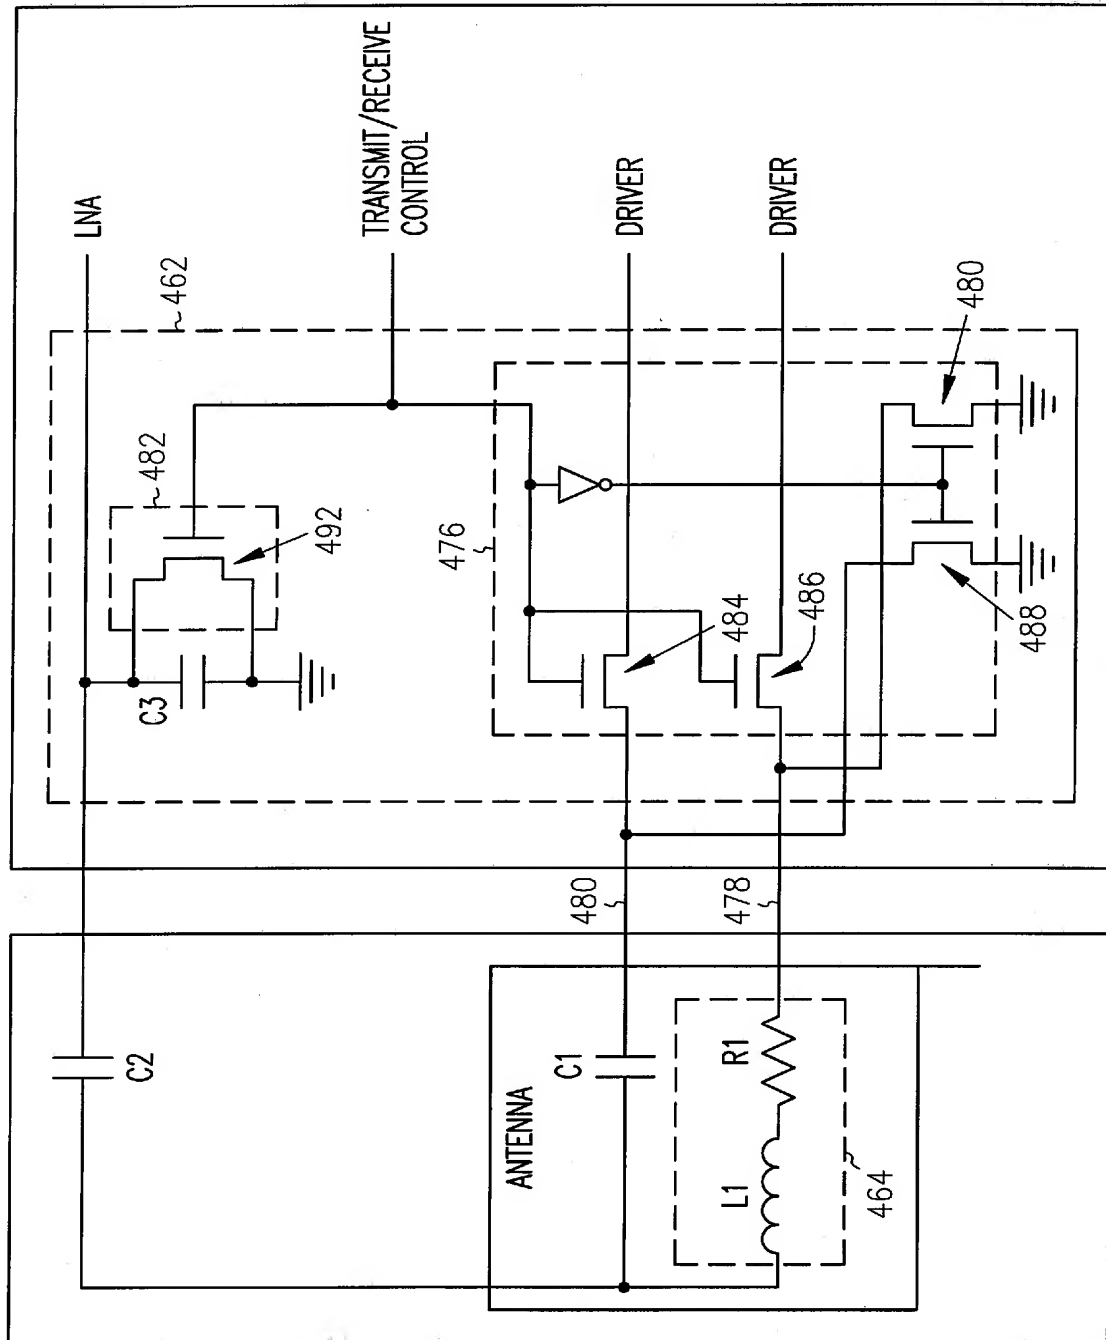 LNA
TRANSMIT/RECEIVE
CONTROL
DRIVER
DRIVER
462
482
492
C3
476
484
486
480
488
480
478
C2
ANTENNA
C1
R1
L1
464